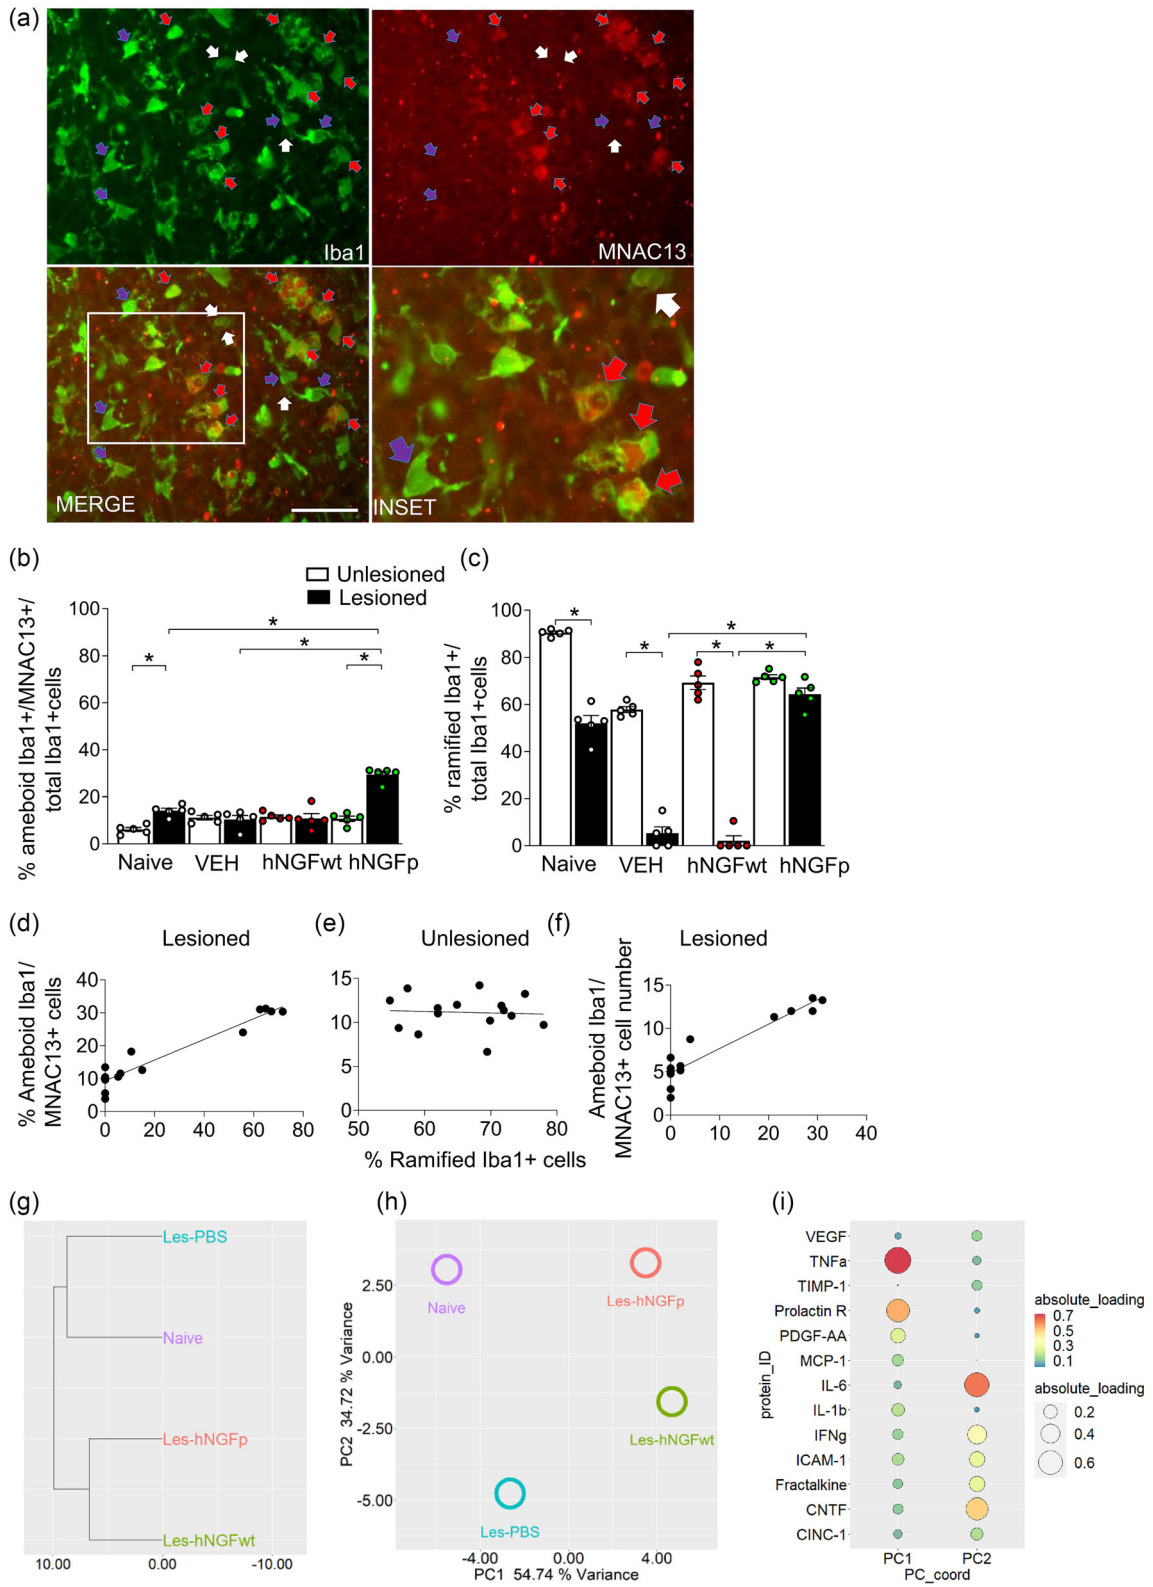 (a)
Iba1
MNAC13
MERGE
INSET
(b)
(c)
Unlesioned
Lesioned
% ameboid Iba1+/MNAC13+/
total Iba1+cells
100
80
60
40
20
0
*
*
*
*
Naive
VEH
hNGFwt
hNGFp
% ramified Iba1+/
total Iba1+cells
100
80
60
40
20
0
*
*
*
*
*
Naive
VEH
hNGFwt
hNGFp
(d)
Lesioned
% Ameboid Iba1/
MNAC13+ cells
40
30
20
10
0
0
20
40
60
80
(e)
Unlesioned
15
10
5
0
50
60
70
80
% Ramified Iba1+ cells
(f)
Lesioned
Ameboid Iba1/
MNAC13+ cell number
15
10
5
0
0
10
20
30
40
(g)
Les-PBS
Naive
Les-hNGFp
Les-hNGFwt
10.00
0.00
-10.00
(h)
PC2 34.72 % Variance
2.50
0.00
-2.50
-5.00
Naive
Les-hNGFp
Les-hNGFwt
Les-PBS
-4.00
0.00
4.00
PC1 54.74 % Variance
(i)
protein_ID
VEGF
TNFa
TIMP-1
Prolactin R
PDGF-AA
MCP-1
IL-6
IL-1b
IFNg
ICAM-1
Fractalkine
CNTF
CINC-1
PC1
PC2
PC_coord
absolute_loading
0.7
0.5
0.3
0.1
absolute_loading
0.2
0.4
0.6